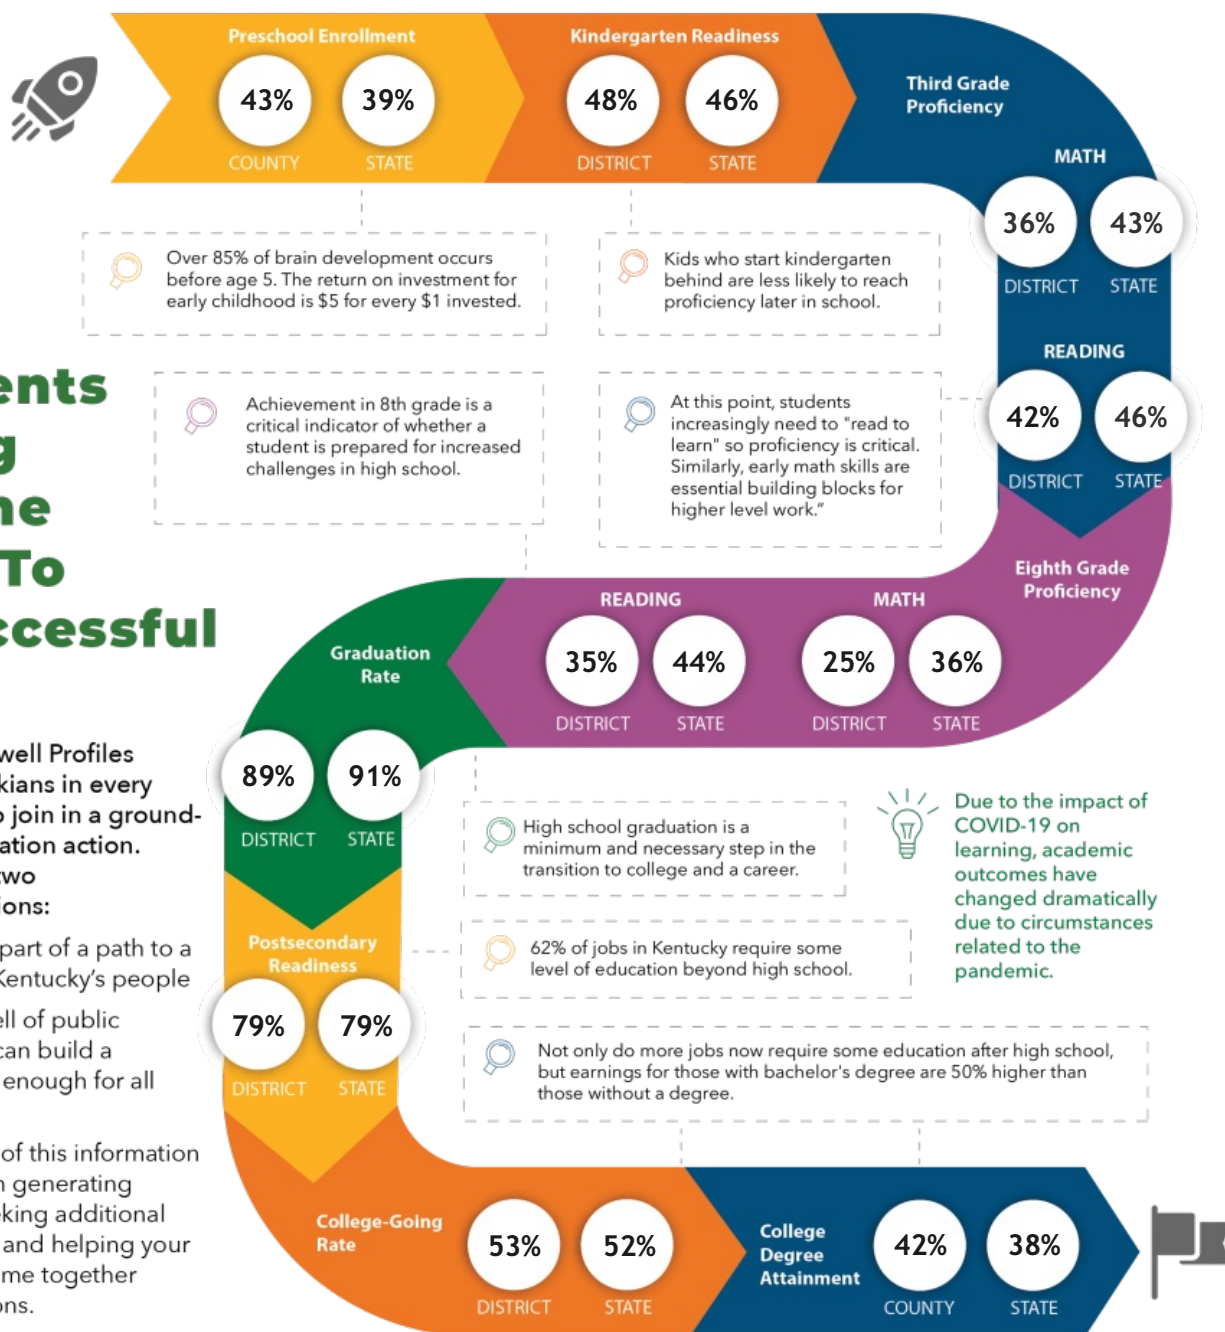 Preschool Enrollment
43%
39%
COUNTY
STATE
Kindergarten Readiness
48%
46%
DISTRICT
STATE
Third Grade
Proficiency
MATH
36%
43%
DISTRICT
STATE
READING
42%
46%
DISTRICT
STATE
Over 85% of brain development occurs
before age 5. The return on investment for
early childhood is $5 for every $1 invested.
Kids who start kindergarten
behind are less likely to reach
proficiency later in school.
Achievement in 8th grade is a
critical indicator of whether a
student is prepared for increased
challenges in high school.
At this point, students
increasingly need to "read to
learn" so proficiency is critical.
Similarly, early math skills are
essential building blocks for
higher level work.”
ents
g
ne
To
ccessful
Eighth Grade
Proficiency
READING
35%
44%
DISTRICT
STATE
MATH
25%
36%
DISTRICT
STATE
Graduation
Rate
89%
91%
DISTRICT
STATE
well Profiles
kians in every
o join in a ground-
ation action.
two
ions:
part of a path to a
Kentucky’s people
ell of public
can build a
enough for all
of this information
n generating
eking additional
and helping your
me together
ons.
High school graduation is a
minimum and necessary step in the
transition to college and a career.
Due to the impact of
COVID-19 on
learning, academic
outcomes have
changed dramatically
due to circumstances
related to the
pandemic.
Postsecondary
Readiness
79%
79%
DISTRICT
STATE
62% of jobs in Kentucky require some
level of education beyond high school.
Not only do more jobs now require some education after high school,
but earnings for those with bachelor's degree are 50% higher than
those without a degree.
College-Going
Rate
53%
52%
DISTRICT
STATE
College
Degree
Attainment
42%
38%
COUNTY
STATE